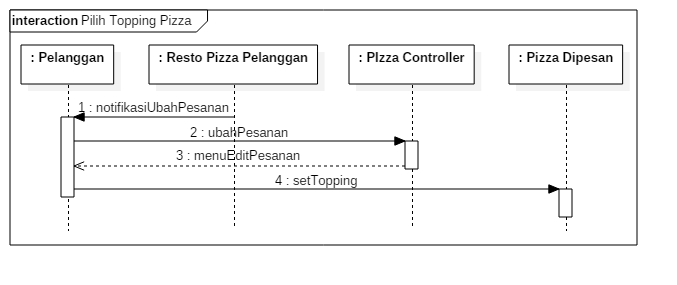 interaction Pilih Topping Pizza
: Pelanggan
: Resto Pizza Pelanggan
: PIzza Controller
: Pizza Dipesan
1 : notifikasiUbahPesanan
2 : ubahPesanan
3 : menuEditPesanan
4 : setTopping